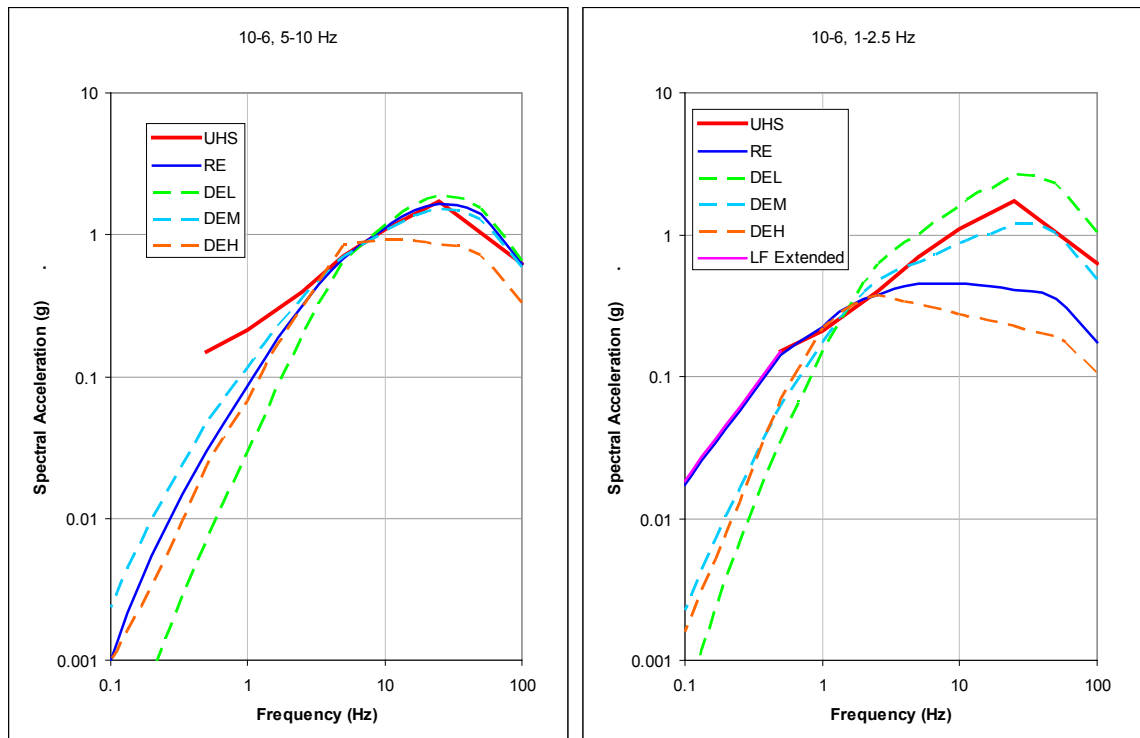 10-6, 5-10 Hz
10
1
0.1
0.01
0.001
Spectral Acceleration (g)
UHS
RE
DEL
DEM
DEH
0.1
1
10
100
Frequency (Hz)
10-6, 1-2.5 Hz
10
1
0.1
0.01
0.001
Spectral Acceleration (g)
UHS
RE
DEL
DEM
DEH
LF Extended
0.1
1
10
100
Frequency (Hz)